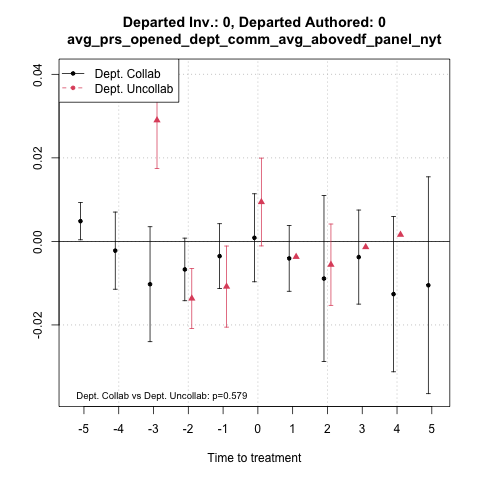 Departed Inv.: 0, Departed Authored: 0
avg_prs_opened_dept_comm_avg_abovedf_panel_nyt
Dept. Collab
Dept. Uncollab
0.04
0.02
0.00
-0.02
Dept. Collab vs Dept. Uncollab: p=0.579
-5 -4 -3 -2 -1 0 1 2 3 4 5
Time to treatment